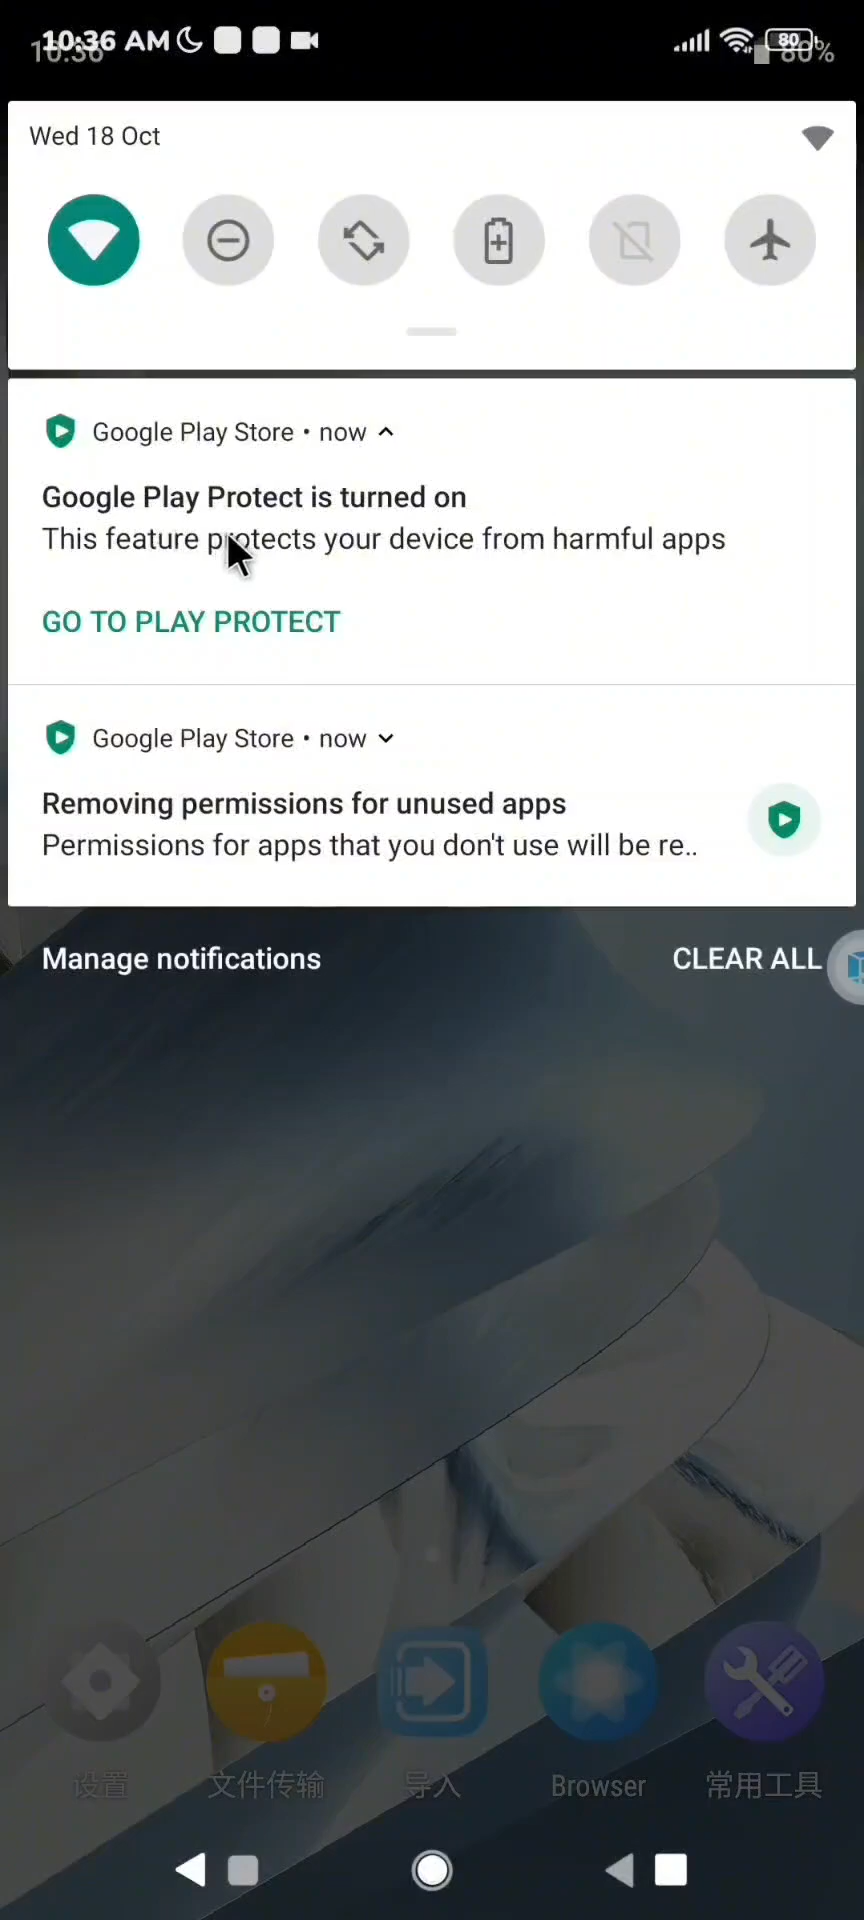 10:36 AM 80
10:36 80%
Wed 18 Oct
Google Play Store • now
Google Play Protect is turned on
This feature protects your device from harmful apps
GO TO PLAY PROTECT
Google Play Store • now
Removing permissions for unused apps
Permissions for apps that you don't use will be re..
Manage notifications CLEAR ALL
设置 文件传输 导入 Browser 常用工具